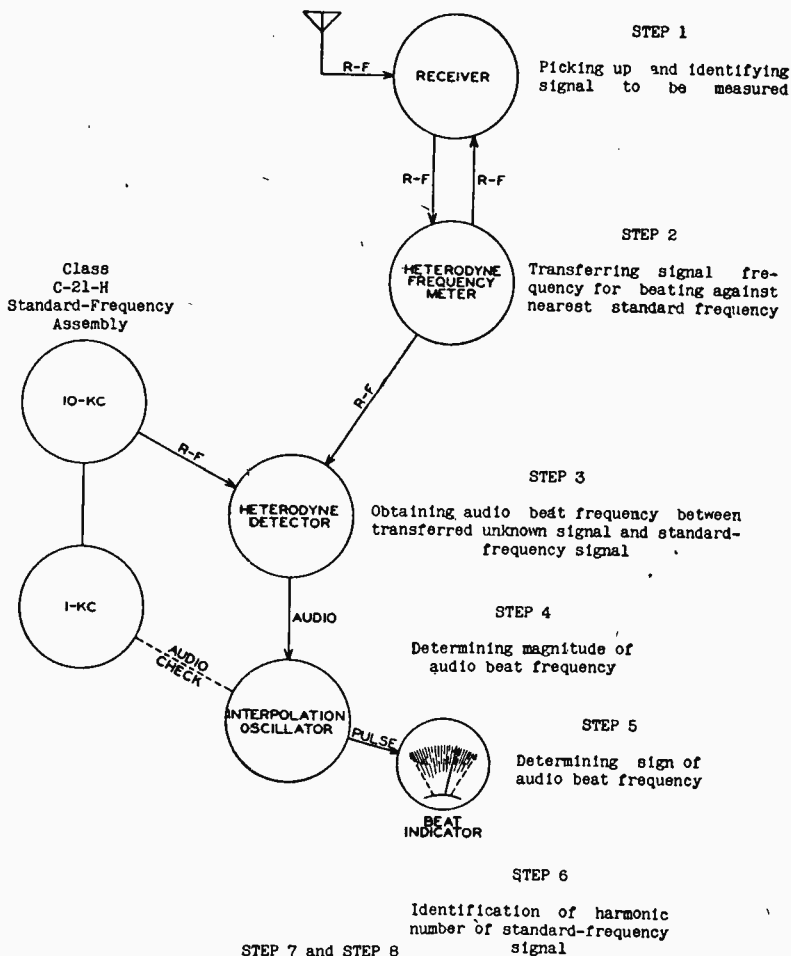 STEP 1
R-F
RECEIVER
Picking up and identifying
signal to be measured
R-F
R-F
STEP 2
HETERODYNE
FREQUENCY
METER
Transferring signal fre-
quency for beating against
nearest standard frequency
Class
C-21-H
Standard-Frequency
Assembly
10-KC
R-F
R-F
STEP 3
HETERODYNE
DETECTOR
Obtaining audio beat frequency between
transferred unknown signal and standard-
frequency signal
1-KC
AUDIO
AUDIO
CHECK
STEP 4
Determining magnitude of
audio beat frequency
INTERPOLATION
OSCILLATOR
PULSE
STEP 5
Determining sign of
audio beat frequency
BEAT
INDICATOR
STEP 6
Identification of harmonic
number of standard-frequency
signal
STEP 7 and STEP 8